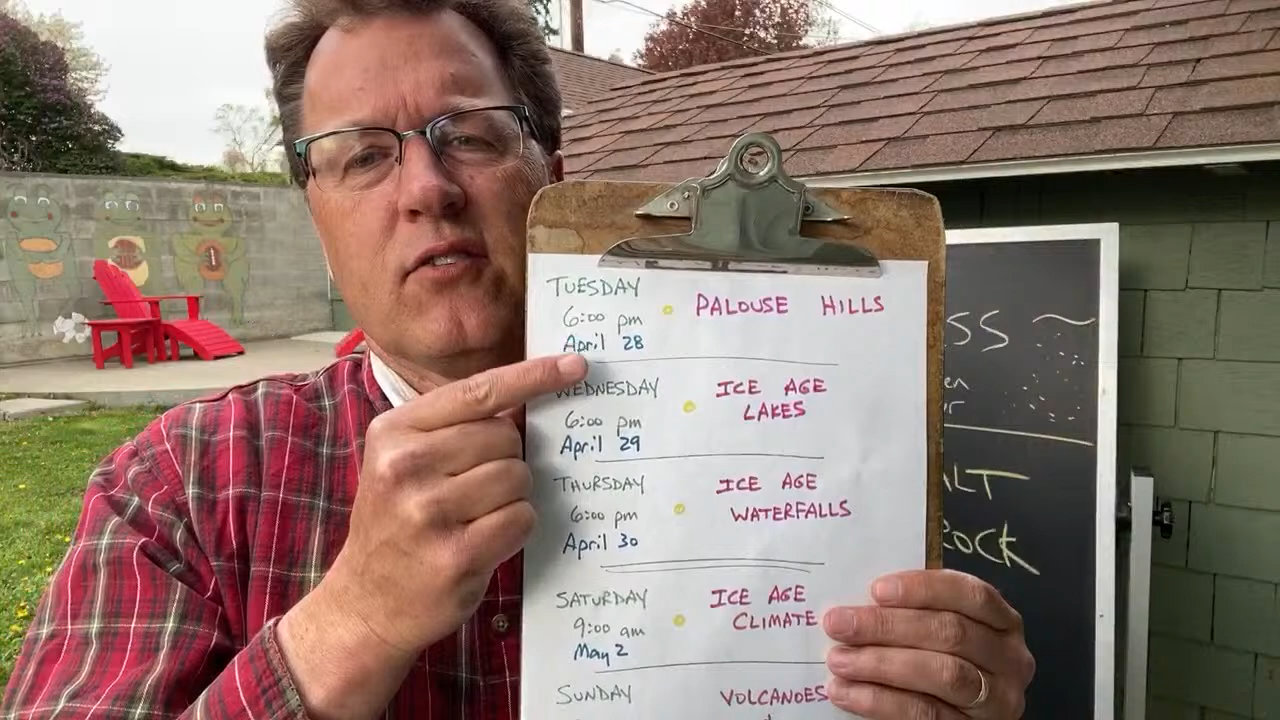 TUESDAY
6:00 pm
April 28
PALOUSE HILLS
WEDNESDAY
6:00 pm
April 29
ICE AGE
LAKES
THURSDAY
6:00 pm
April 30
ICE AGE
WATERFALLS
SATURDAY
9:00 am
May 2
ICE AGE
CLIMATE
SUNDAY
VOLCANOES
SS
ALT
ROCK